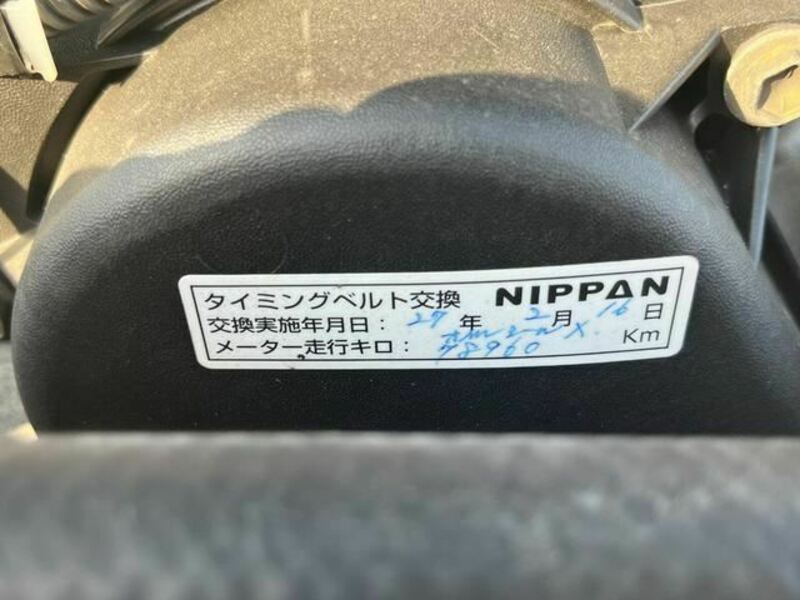 タイミングベルト交換 NIPPAN
交換実施年月日： 27 年 2 月 16 日
メーター走行キロ： 78960 Km